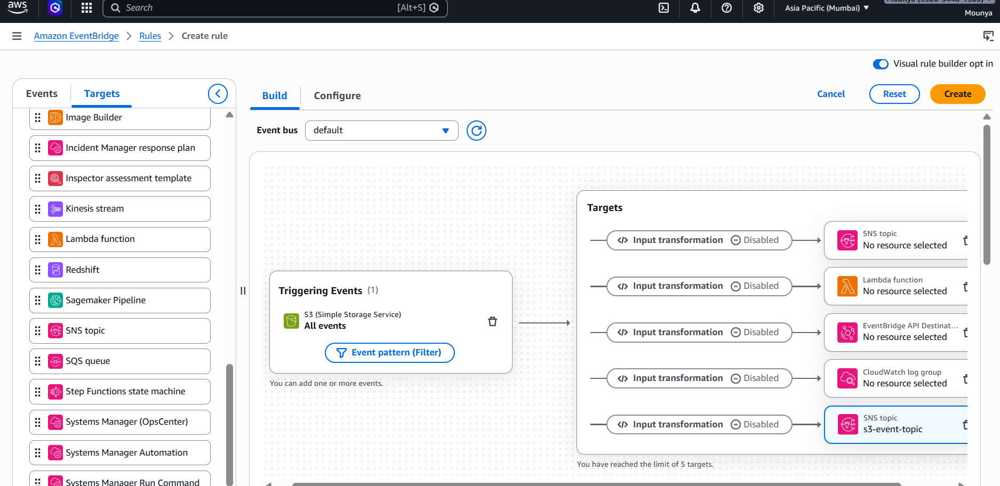 aws
Search
[Alt+S]
Asia Pacific (Mumbai)
Mounya
Amazon EventBridge
Rules
Create rule
Visual rule builder opt in
Events
Targets
Build
Configure
Cancel
Reset
Create
Image Builder
Incident Manager response plan
Inspector assessment template
Kinesis stream
Lambda function
Redshift
Sagemaker Pipeline
SNS topic
SQS queue
Step Functions state machine
Systems Manager (OpsCenter)
Systems Manager Automation
Systems Manager Run Command
Event bus
default
Triggering Events (1)
S3 (Simple Storage Service)
All events
Event pattern (Filter)
You can add one or more events.
Targets
Input transformation Disabled
SNS topic
No resource selected
Input transformation Disabled
Lambda function
No resource selected
Input transformation Disabled
EventBridge API Destinat...
No resource selected
Input transformation Disabled
CloudWatch log group
No resource selected
Input transformation Disabled
SNS topic
s3-event-topic
You have reached the limit of 5 targets.